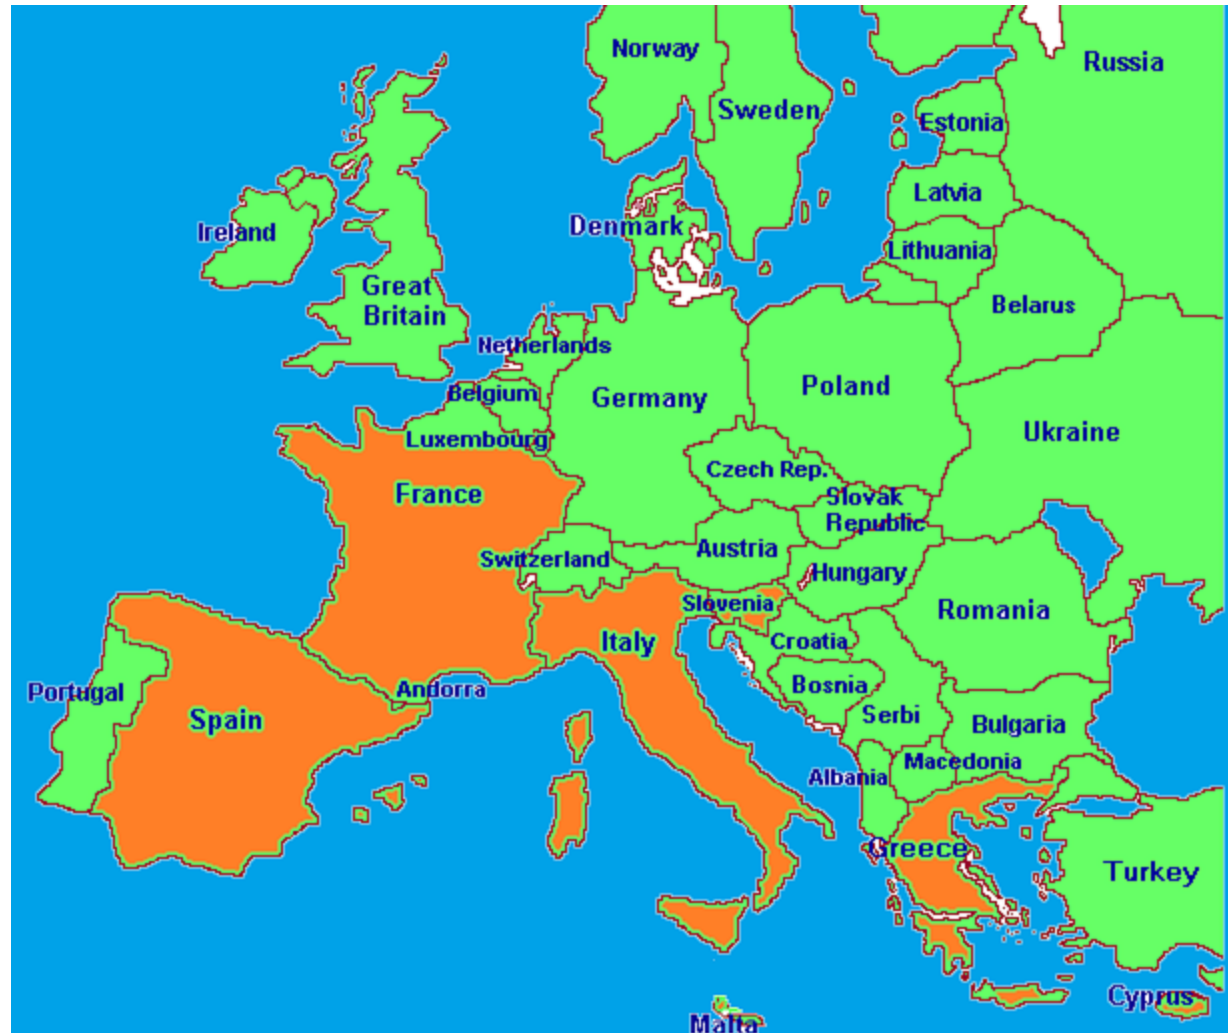 Norway
Russia
Sweden
Estonia
Latvia
Denmark
Ireland
Lithuania
Great
Britain
Belarus
Netherlands
Poland
Belgium
Germany
Ukraine
Luxembourg
Czech Rep.
France
Slovak
Republic
Austria
Switzerland
Hungary
Slovenia
Romania
Italy
Croatia
Bosnia
Andorra
Portugal
Spain
Serbi
Bulgaria
Macedonia
Albania
Greece
Turkey
Cyprus
Malta